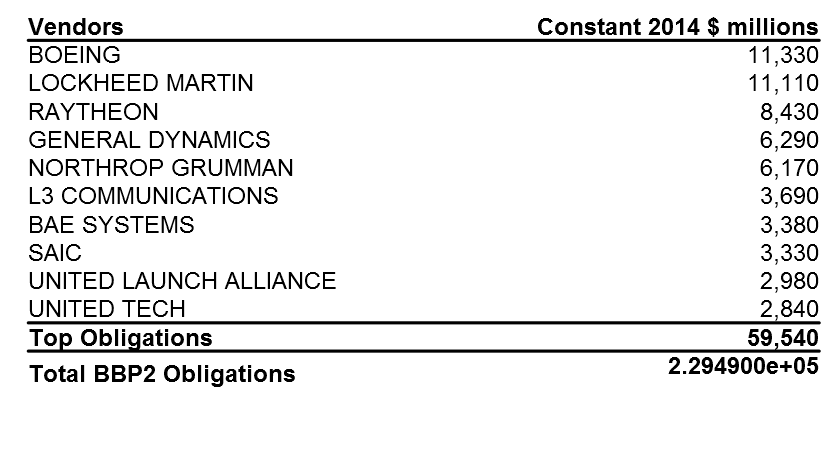 Vendors Constant 2014 $ millions
BOEING 11,330
LOCKHEED MARTIN 11,110
RAYTHEON 8,430
GENERAL DYNAMICS 6,290
NORTHROP GRUMMAN 6,170
L3 COMMUNICATIONS 3,690
BAE SYSTEMS 3,380
SAIC 3,330
UNITED LAUNCH ALLIANCE 2,980
UNITED TECH 2,840
Top Obligations 59,540
Total BBP2 Obligations 2.294900e+05